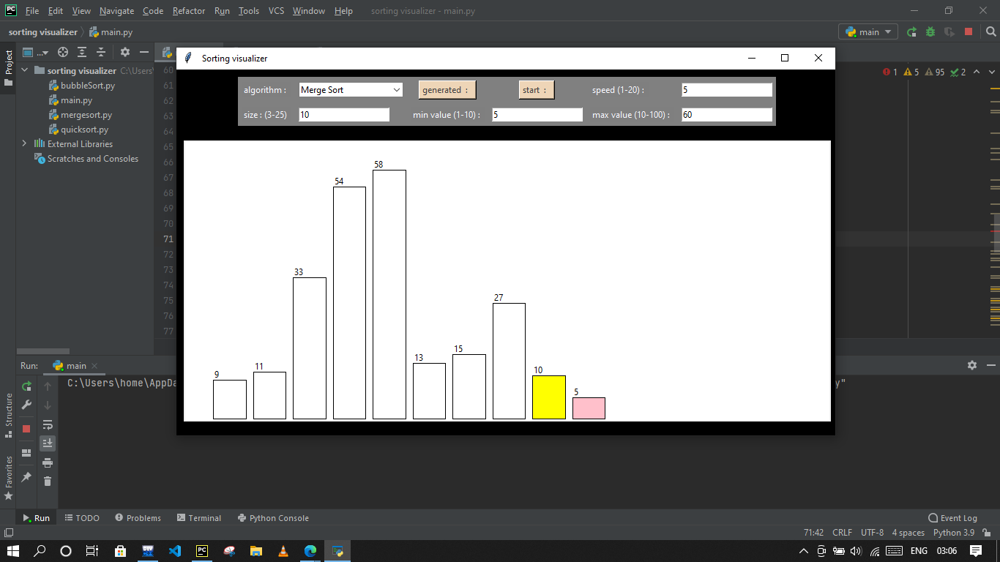 PC File Edit View Navigate Code Refactor Run Tools VCS Window Help sorting visualizer - main.py
sorting visualizer main.py main
Project
...
Sorting visualizer
algorithm : Merge Sort generated : start : speed (1-20) : 5
size : (3-25) 10 min value (1-10) : 5 max value (10-100) : 60
sorting visualizer C:\Users\
bubbleSort.py
main.py
mergesort.py
quicksort.py
External Libraries
Scratches and Consoles
60
61
62
63
64
65
66
67
68
69
70
71
72
73
74
75
76
77
1 5 95 2
58
54
33
27
15
13
11
10
9
5
Run: main
C:\Users\home\AppDa y"
Structure
Favorites
Run TODO Problems Terminal Python Console Event Log
71:42 CRLF UTF-8 4 spaces Python 3.9
PC ENG 03:06